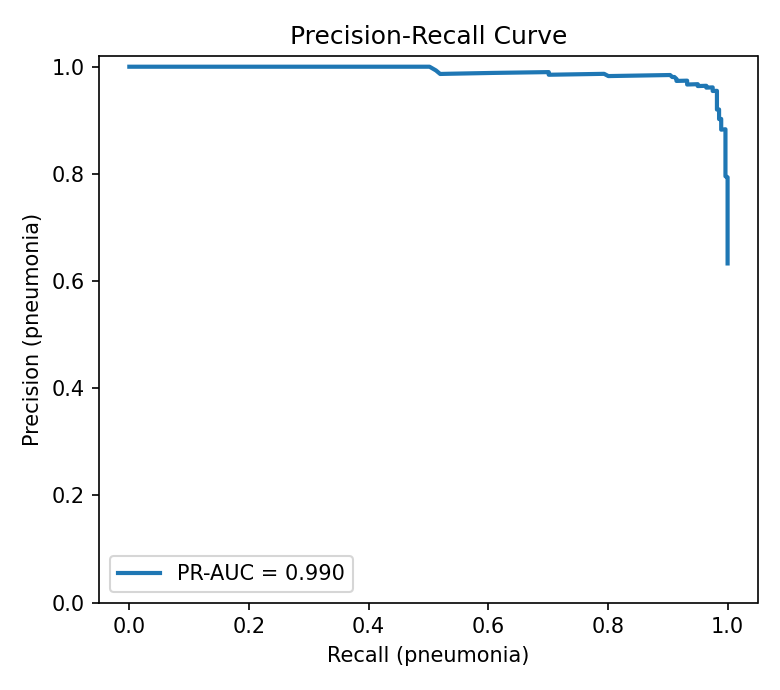 Precision-Recall Curve
1.0
0.8
0.6
0.4
0.2
0.0
Precision (pneumonia)
PR-AUC = 0.990
0.0 0.2 0.4 0.6 0.8 1.0
Recall (pneumonia)